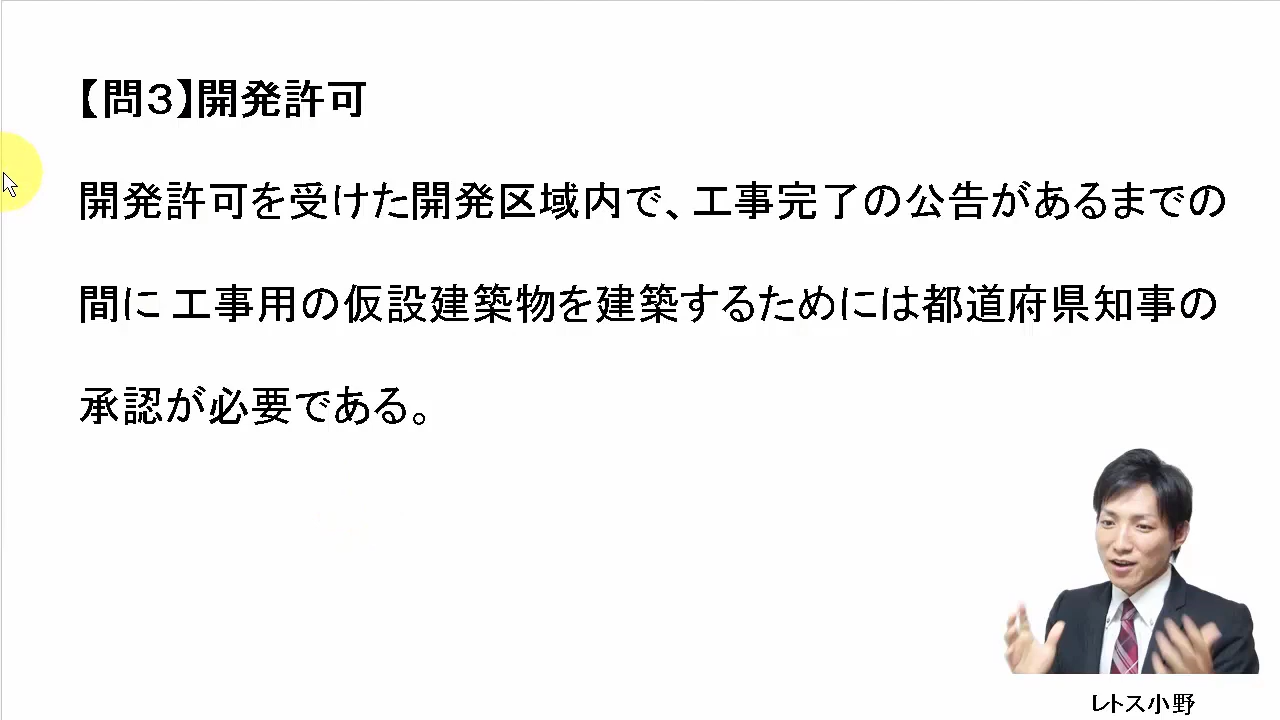 【問３】開発許可
開発許可を受けた開発区域内で、工事完了の公告があるまでの
間に 工事用の仮設建築物を建築するためには都道府県知事の
承認が必要である。
レトス小野